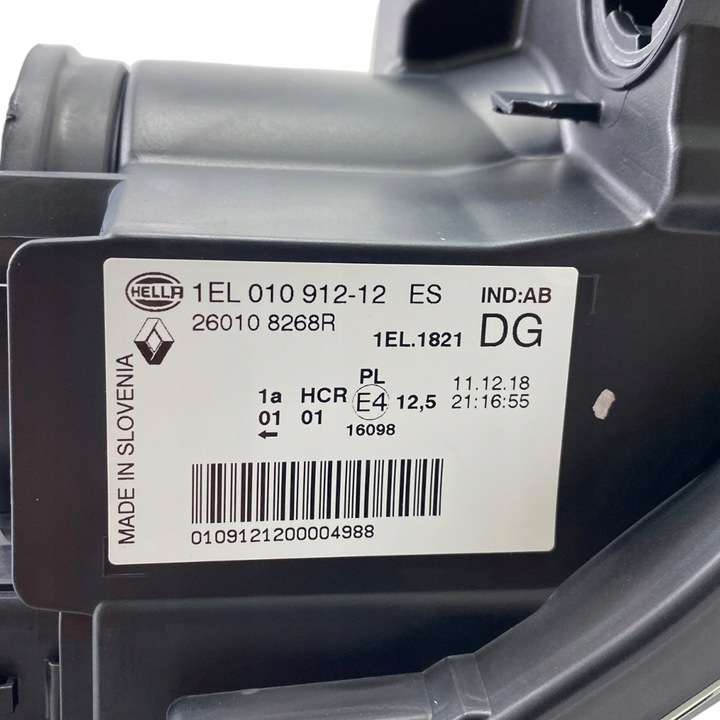 HELLA 1EL 010 912-12 ES IND:AB
26010 8268R 1EL.1821 DG
MADE IN SLOVENIA
PL
1a HCR E4 12,5 11.12.18
01 01 21:16:55
16098
0109121200004988